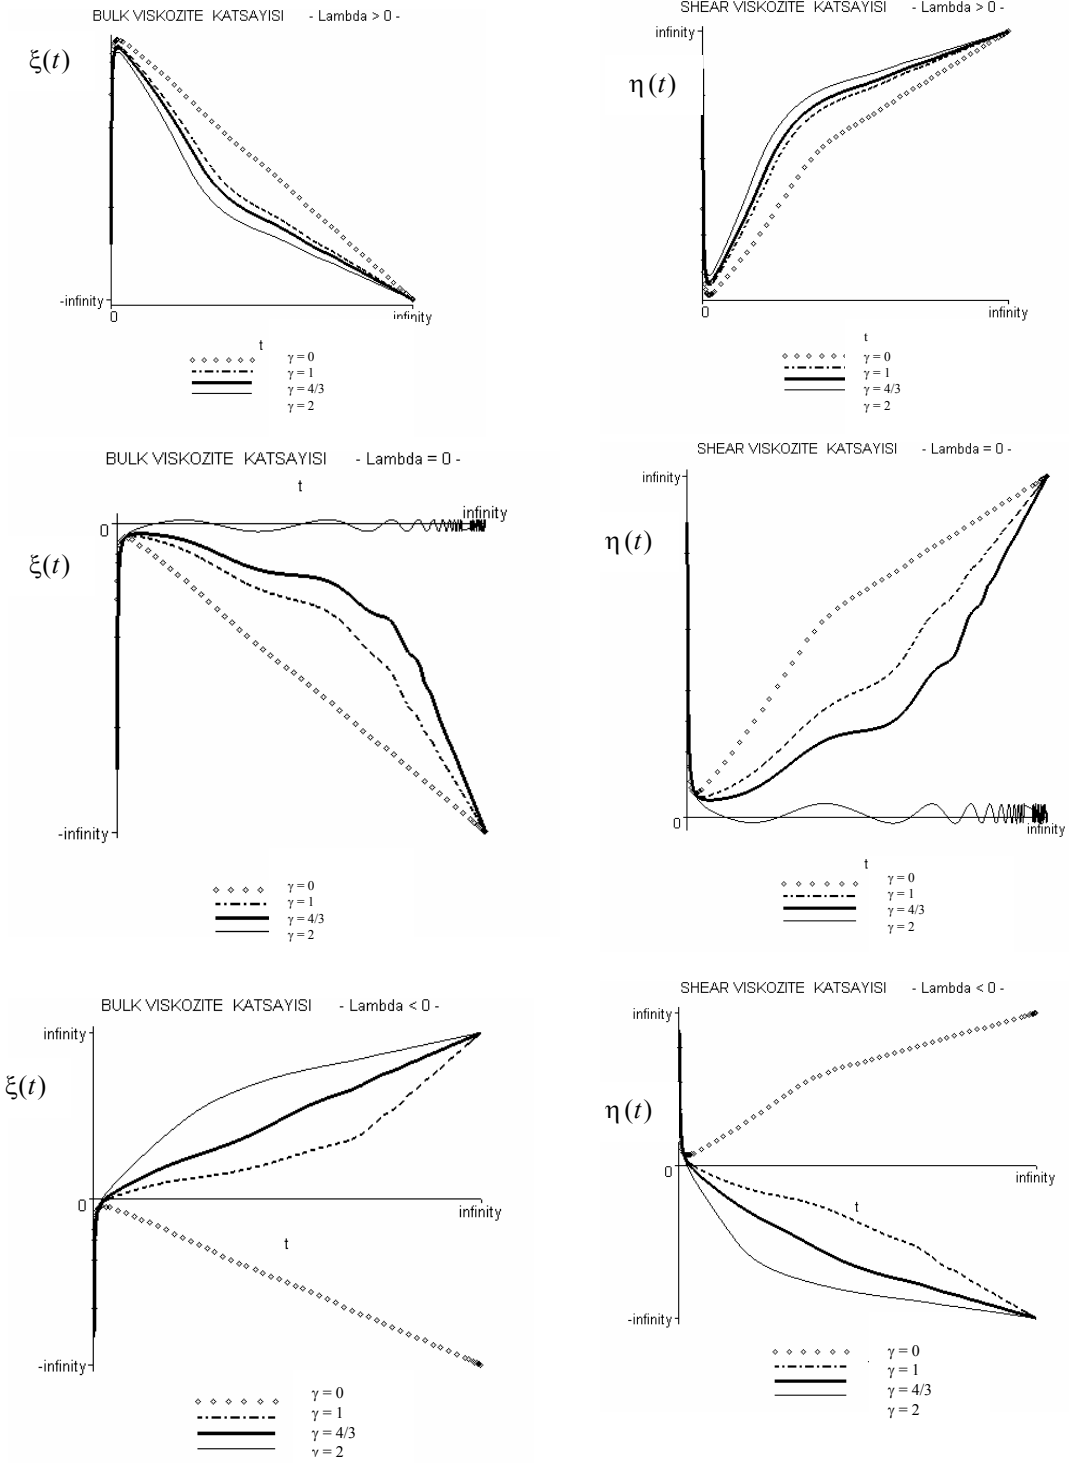 BULK VISKOZITE KATSAYISI - Lambda > 0 -
ξ(t)
-infinity
0
infinity
t
γ = 0
γ = 1
γ = 4/3
γ = 2
SHEAR VISKOZITE KATSAYISI - Lambda > 0 -
infinity
η(t)
0
infinity
t
γ = 0
γ = 1
γ = 4/3
γ = 2
BULK VISKOZITE KATSAYISI - Lambda = 0 -
t
infinity
0
ξ(t)
-infinity
γ = 0
γ = 1
γ = 4/3
γ = 2
SHEAR VISKOZITE KATSAYISI - Lambda = 0 -
infinity
η(t)
0
infinity
t
γ = 0
γ = 1
γ = 4/3
γ = 2
BULK VISKOZITE KATSAYISI - Lambda < 0 -
infinity
ξ(t)
0
infinity
t
-infinity
γ = 0
γ = 1
γ = 4/3
γ = 2
SHEAR VISKOZITE KATSAYISI - Lambda < 0 -
infinity
η(t)
0
infinity
t
-infinity
γ = 0
γ = 1
γ = 4/3
γ = 2